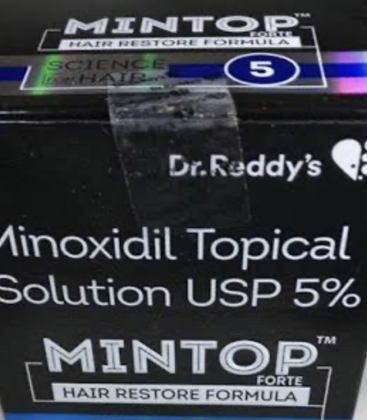 MINTOP™
FORTE
HAIR RESTORE FORMULA
SCIENCE
for HAIR
5
Dr.Reddy's
Minoxidil Topical
Solution USP 5%
MINTOP™
FORTE
HAIR RESTORE FORMULA